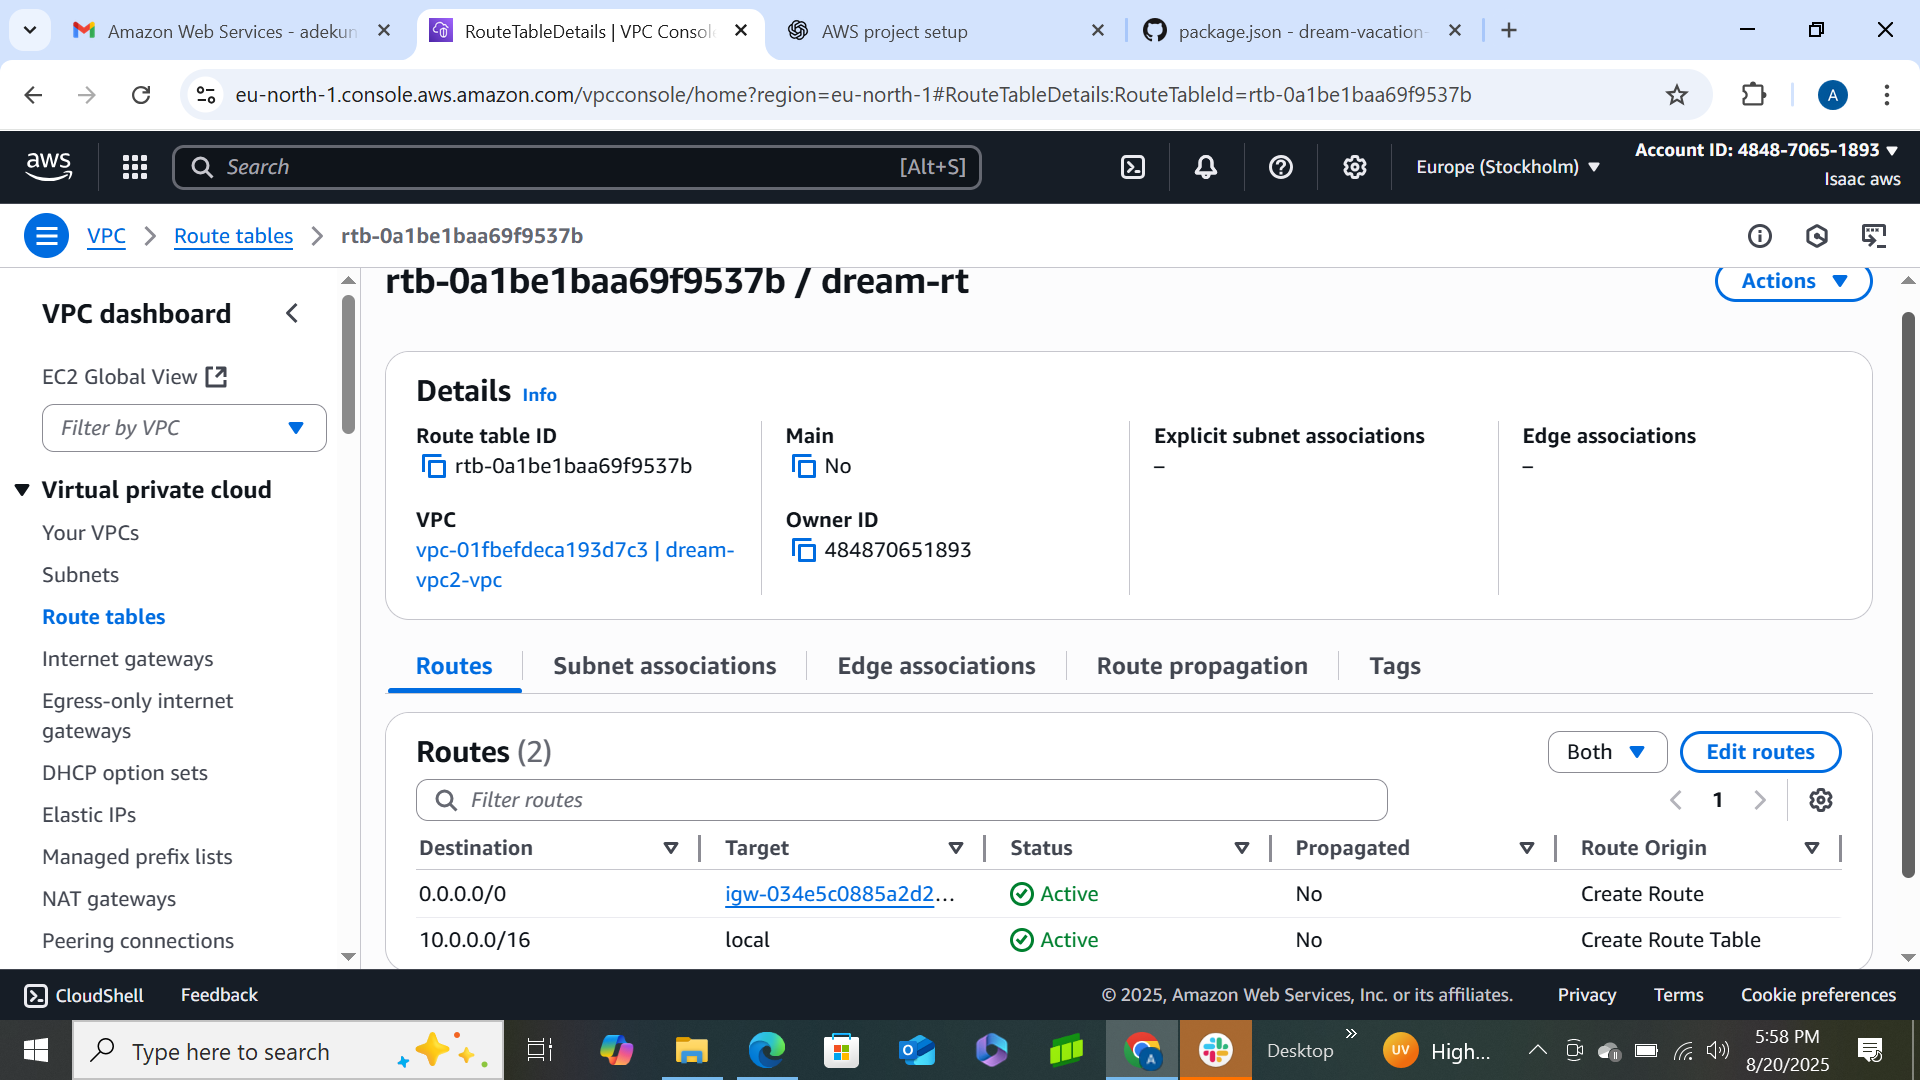 Amazon Web Services - adekun
RouteTableDetails | VPC Console
AWS project setup
package.json - dream-vacation-
eu-north-1.console.aws.amazon.com/vpcconsole/home?region=eu-north-1#RouteTableDetails:RouteTableId=rtb-0a1be1baa69f9537b
A
aws
Search
[Alt+S]
Europe (Stockholm)
Account ID: 4848-7065-1893
Isaac aws
VPC
Route tables
rtb-0a1be1baa69f9537b
VPC dashboard
EC2 Global View
Filter by VPC
Virtual private cloud
Your VPCs
Subnets
Route tables
Internet gateways
Egress-only internet
gateways
DHCP option sets
Elastic IPs
Managed prefix lists
NAT gateways
Peering connections
rtb-0a1be1baa69f9537b / dream-rt
Actions
Details Info
Route table ID
rtb-0a1be1baa69f9537b
Main
No
Explicit subnet associations
–
Edge associations
–
VPC
vpc-01fbefdeca193d7c3 | dream-
vpc2-vpc
Owner ID
484870651893
Routes
Subnet associations
Edge associations
Route propagation
Tags
Routes (2)
Both
Edit routes
Filter routes
1
Destination
Target
Status
Propagated
Route Origin
0.0.0.0/0
igw-034e5c0885a2d2...
Active
No
Create Route
10.0.0.0/16
local
Active
No
Create Route Table
CloudShell
Feedback
© 2025, Amazon Web Services, Inc. or its affiliates.
Privacy
Terms
Cookie preferences
Type here to search
A
Desktop
»
UV
High...
5:58 PM
8/20/2025